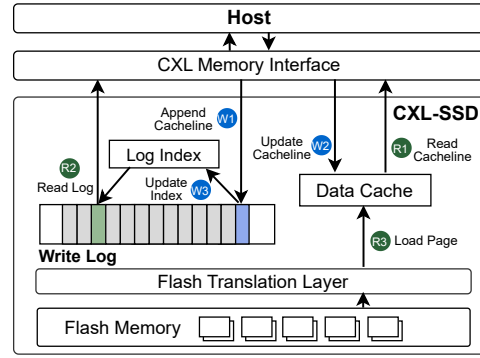 Host
CXL Memory Interface
CXL-SSD
Append
Cacheline
W1
Update
Cacheline
W2
R1
Read
Cacheline
R2
Read Log
Log Index
Update
Index
W3
Data Cache
Write Log
R3
Load Page
Flash Translation Layer
Flash Memory